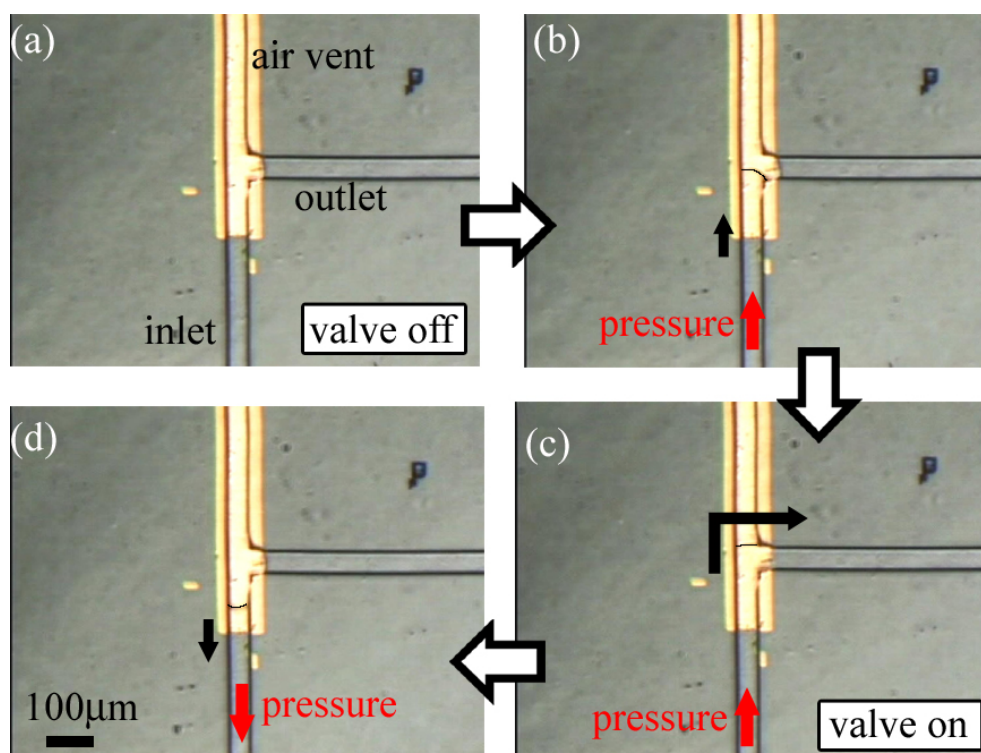 (a)
air vent
outlet
inlet
valve off
(b)
pressure
(c)
pressure
valve on
(d)
pressure
100μm